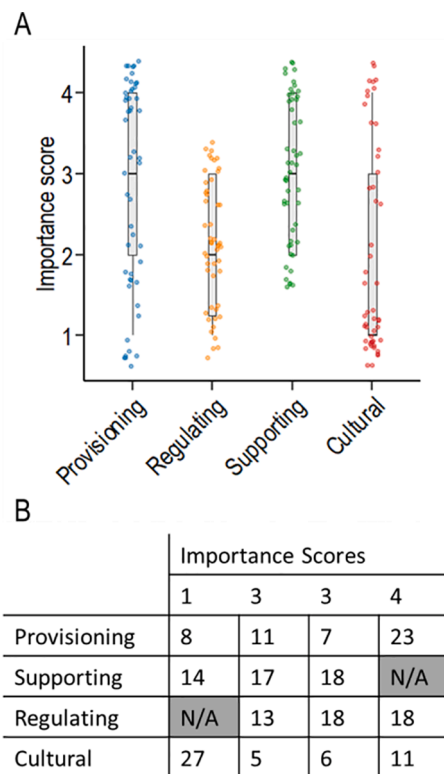 A
Importance score
4
3
2
1
Provisioning
Regulating
Supporting
Cultural
B
Importance Scores
1 3 3 4
Provisioning 8 11 7 23
Supporting 14 17 18 N/A
Regulating N/A 13 18 18
Cultural 27 5 6 11